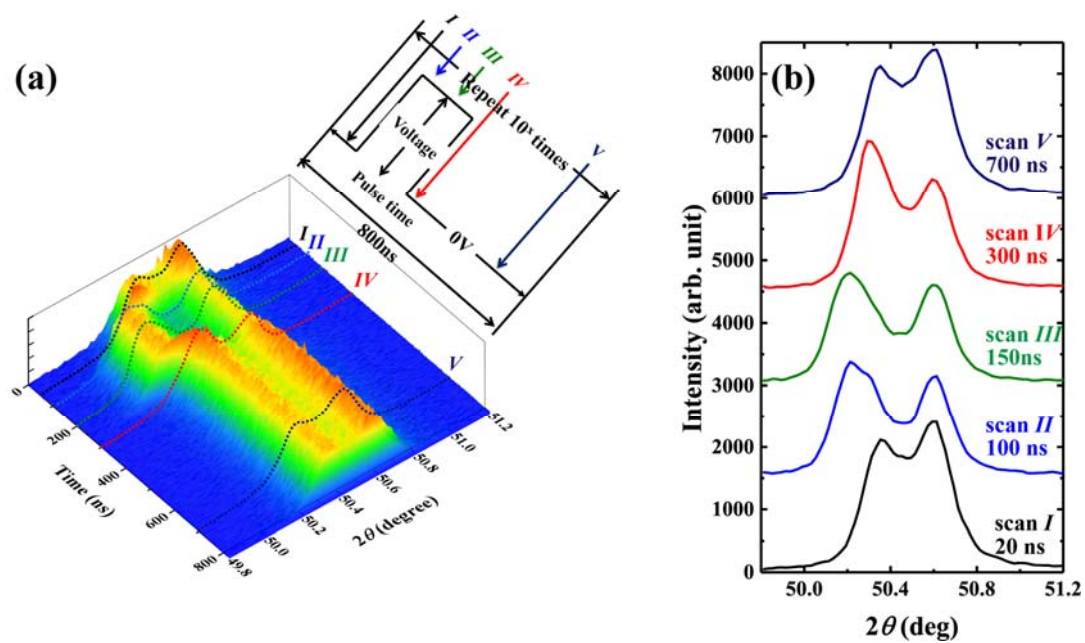 (a)
I
II
III
IV
V
Repeat 10^x times
Voltage
Pulse time
0V
800ns
I
II
III
IV
V
0
200
400
600
800
Time (ns)
49.8
50.0
50.2
50.4
50.6
50.8
51.0
51.2
2θ (degree)
(b)
8000
7000
6000
5000
4000
3000
2000
1000
0
Intensity (arb. unit)
scan V
700 ns
scan IV
300 ns
scan III
150ns
scan II
100 ns
scan I
20 ns
50.0 50.4 50.8 51.2
2θ (deg)